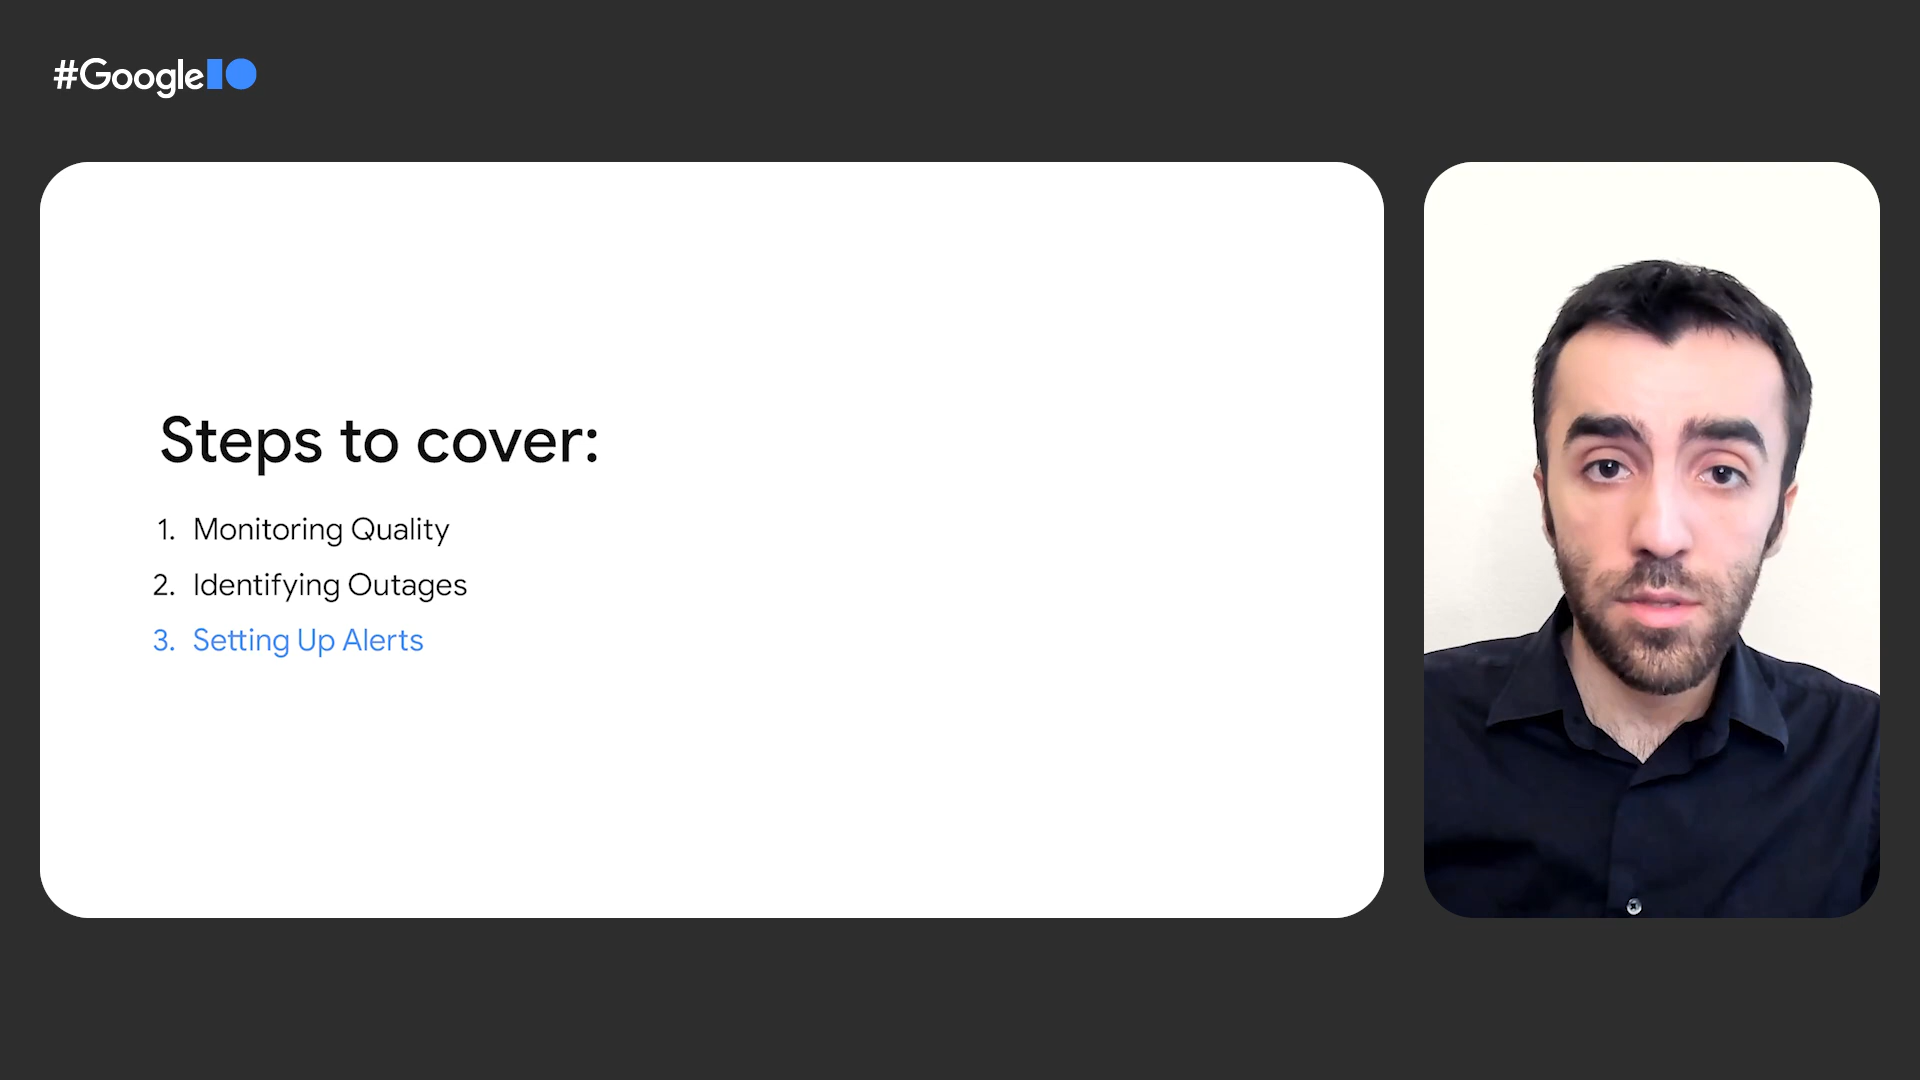 #GoogleIO
Steps to cover:
1. Monitoring Quality
2. Identifying Outages
3. Setting Up Alerts